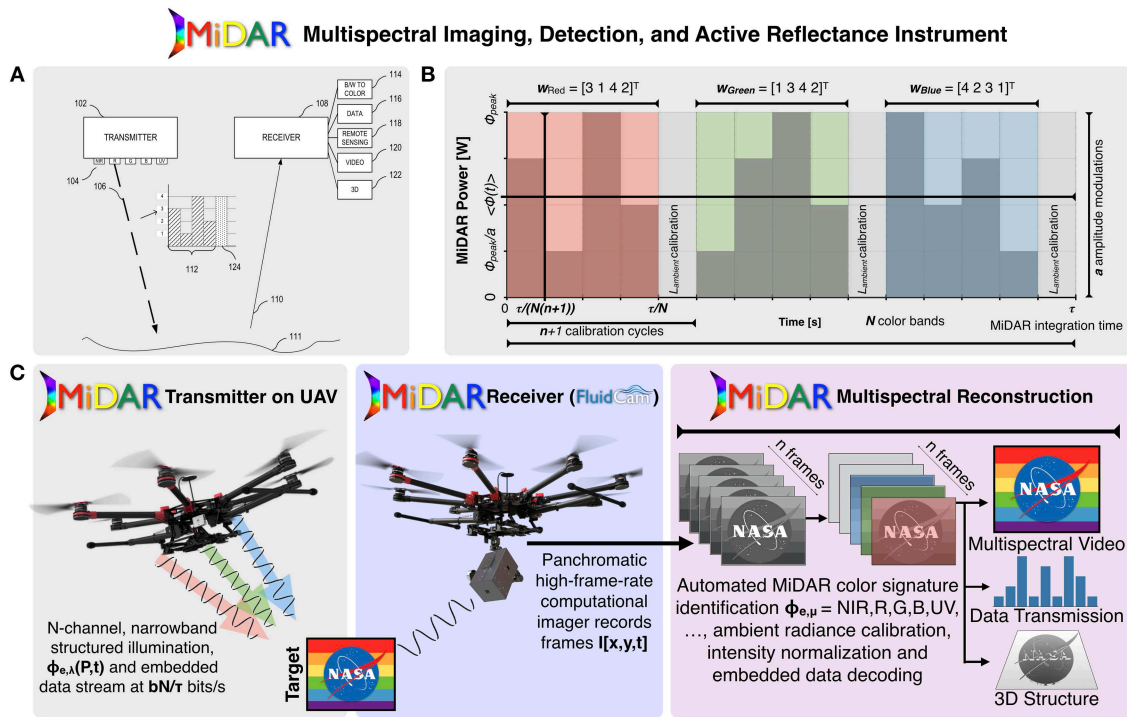 MiDAR Multispectral Imaging, Detection, and Active Reflectance Instrument
A
102
TRANSMITTER
NIR R G B UV
104
106
4
3
2
1
112
124
108
RECEIVER
B/W TO
COLOR
114
DATA
116
REMOTE
SENSING
118
VIDEO
120
3D
122
110
111
B
wRed = [3 1 4 2]T
wGreen = [1 3 4 2]T
wBlue = [4 2 3 1]T
MiDAR Power [W]
Φpeak
<Φ(t)>
Φpeak/a
0
Lambient calibration
Lambient calibration
Lambient calibration
a amplitude modulations
0
τ/(N(n+1))
τ/N
τ
n+1 calibration cycles
Time [s]
N color bands
MiDAR integration time
C
MiDAR Transmitter on UAV
N-channel, narrowband
structured illumination,
ϕe,λ(P,t) and embedded
data stream at bN/τ bits/s
Target
NASA
MiDAR Receiver (FluidCam)
Panchromatic
high-frame-rate
computational
imager records
frames I[x,y,t]
MiDAR Multispectral Reconstruction
n frames
n frames
NASA
NASA
NASA
Multispectral Video
Automated MiDAR color signature
identification ϕe,μ = NIR,R,G,B,UV,
…, ambient radiance calibration,
intensity normalization and
embedded data decoding
Data Transmission
NASA
3D Structure